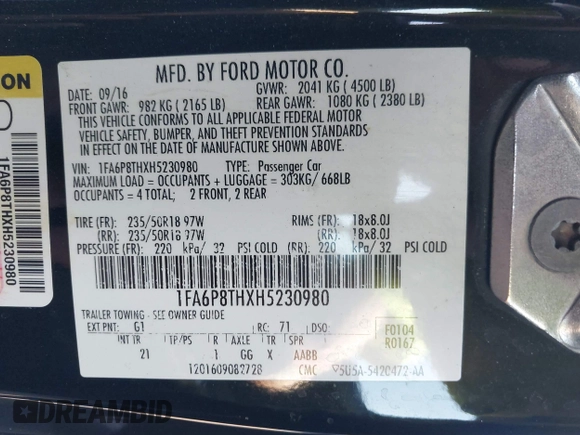 MFD. BY FORD MOTOR CO.
DATE: 09/16 GVWR: 2041 KG ( 4500 LB)
FRONT GAWR: 982 KG ( 2165 LB) REAR GAWR: 1080 KG ( 2380 LB)
THIS VEHICLE CONFORMS TO ALL APPLICABLE FEDERAL MOTOR
VEHICLE SAFETY, BUMPER, AND THEFT PREVENTION STANDARDS
IN EFFECT ON THE DATE OF MANUFACTURE SHOWN ABOVE.
VIN: 1FA6P8THXH5230980 TYPE: Passenger Car
MAXIMUM LOAD = OCCUPANTS + LUGGAGE = 303KG/ 668LB
OCCUPANTS = 4 TOTAL; 2 FRONT, 2 REAR
TIRE (FR): 235/50R18 97W RIMS (FR): 18x8.0J
(RR): 235/50R18 97W (RR): 18x8.0J
PRESSURE (FR): 220 kPa/ 32 PSI COLD (RR): 220 kPa/ 32 PSI COLD
1FA6P8THXH5230980
TRAILER TOWING - SEE OWNER GUIDE
EXT PNT: G1 RC: 71 DSO: F0104
R0167
INT TR TP/PS R AXLE TR SPR
21 1 GG X AABB
1201609082728 CMC 5U5A-5420472-AA
1FA6P8THXH5230980
DREAMBID